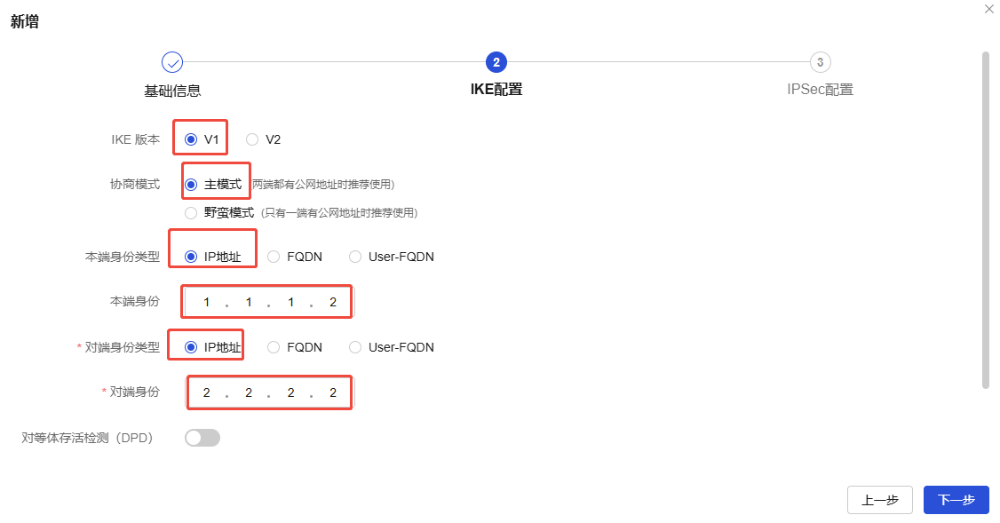 新增
2
3
基础信息
IKE配置
IPSec配置
IKE 版本 V1 V2
协商模式 主模式 两端都有公网地址时推荐使用)
野蛮模式 (只有一端有公网地址时推荐使用)
本端身份类型 IP地址 FQDN User-FQDN
本端身份 1 . 1 . 1 . 2
* 对端身份类型 IP地址 FQDN User-FQDN
* 对端身份 2 . 2 . 2 . 2
对等体存活检测（DPD）
上一步 下一步